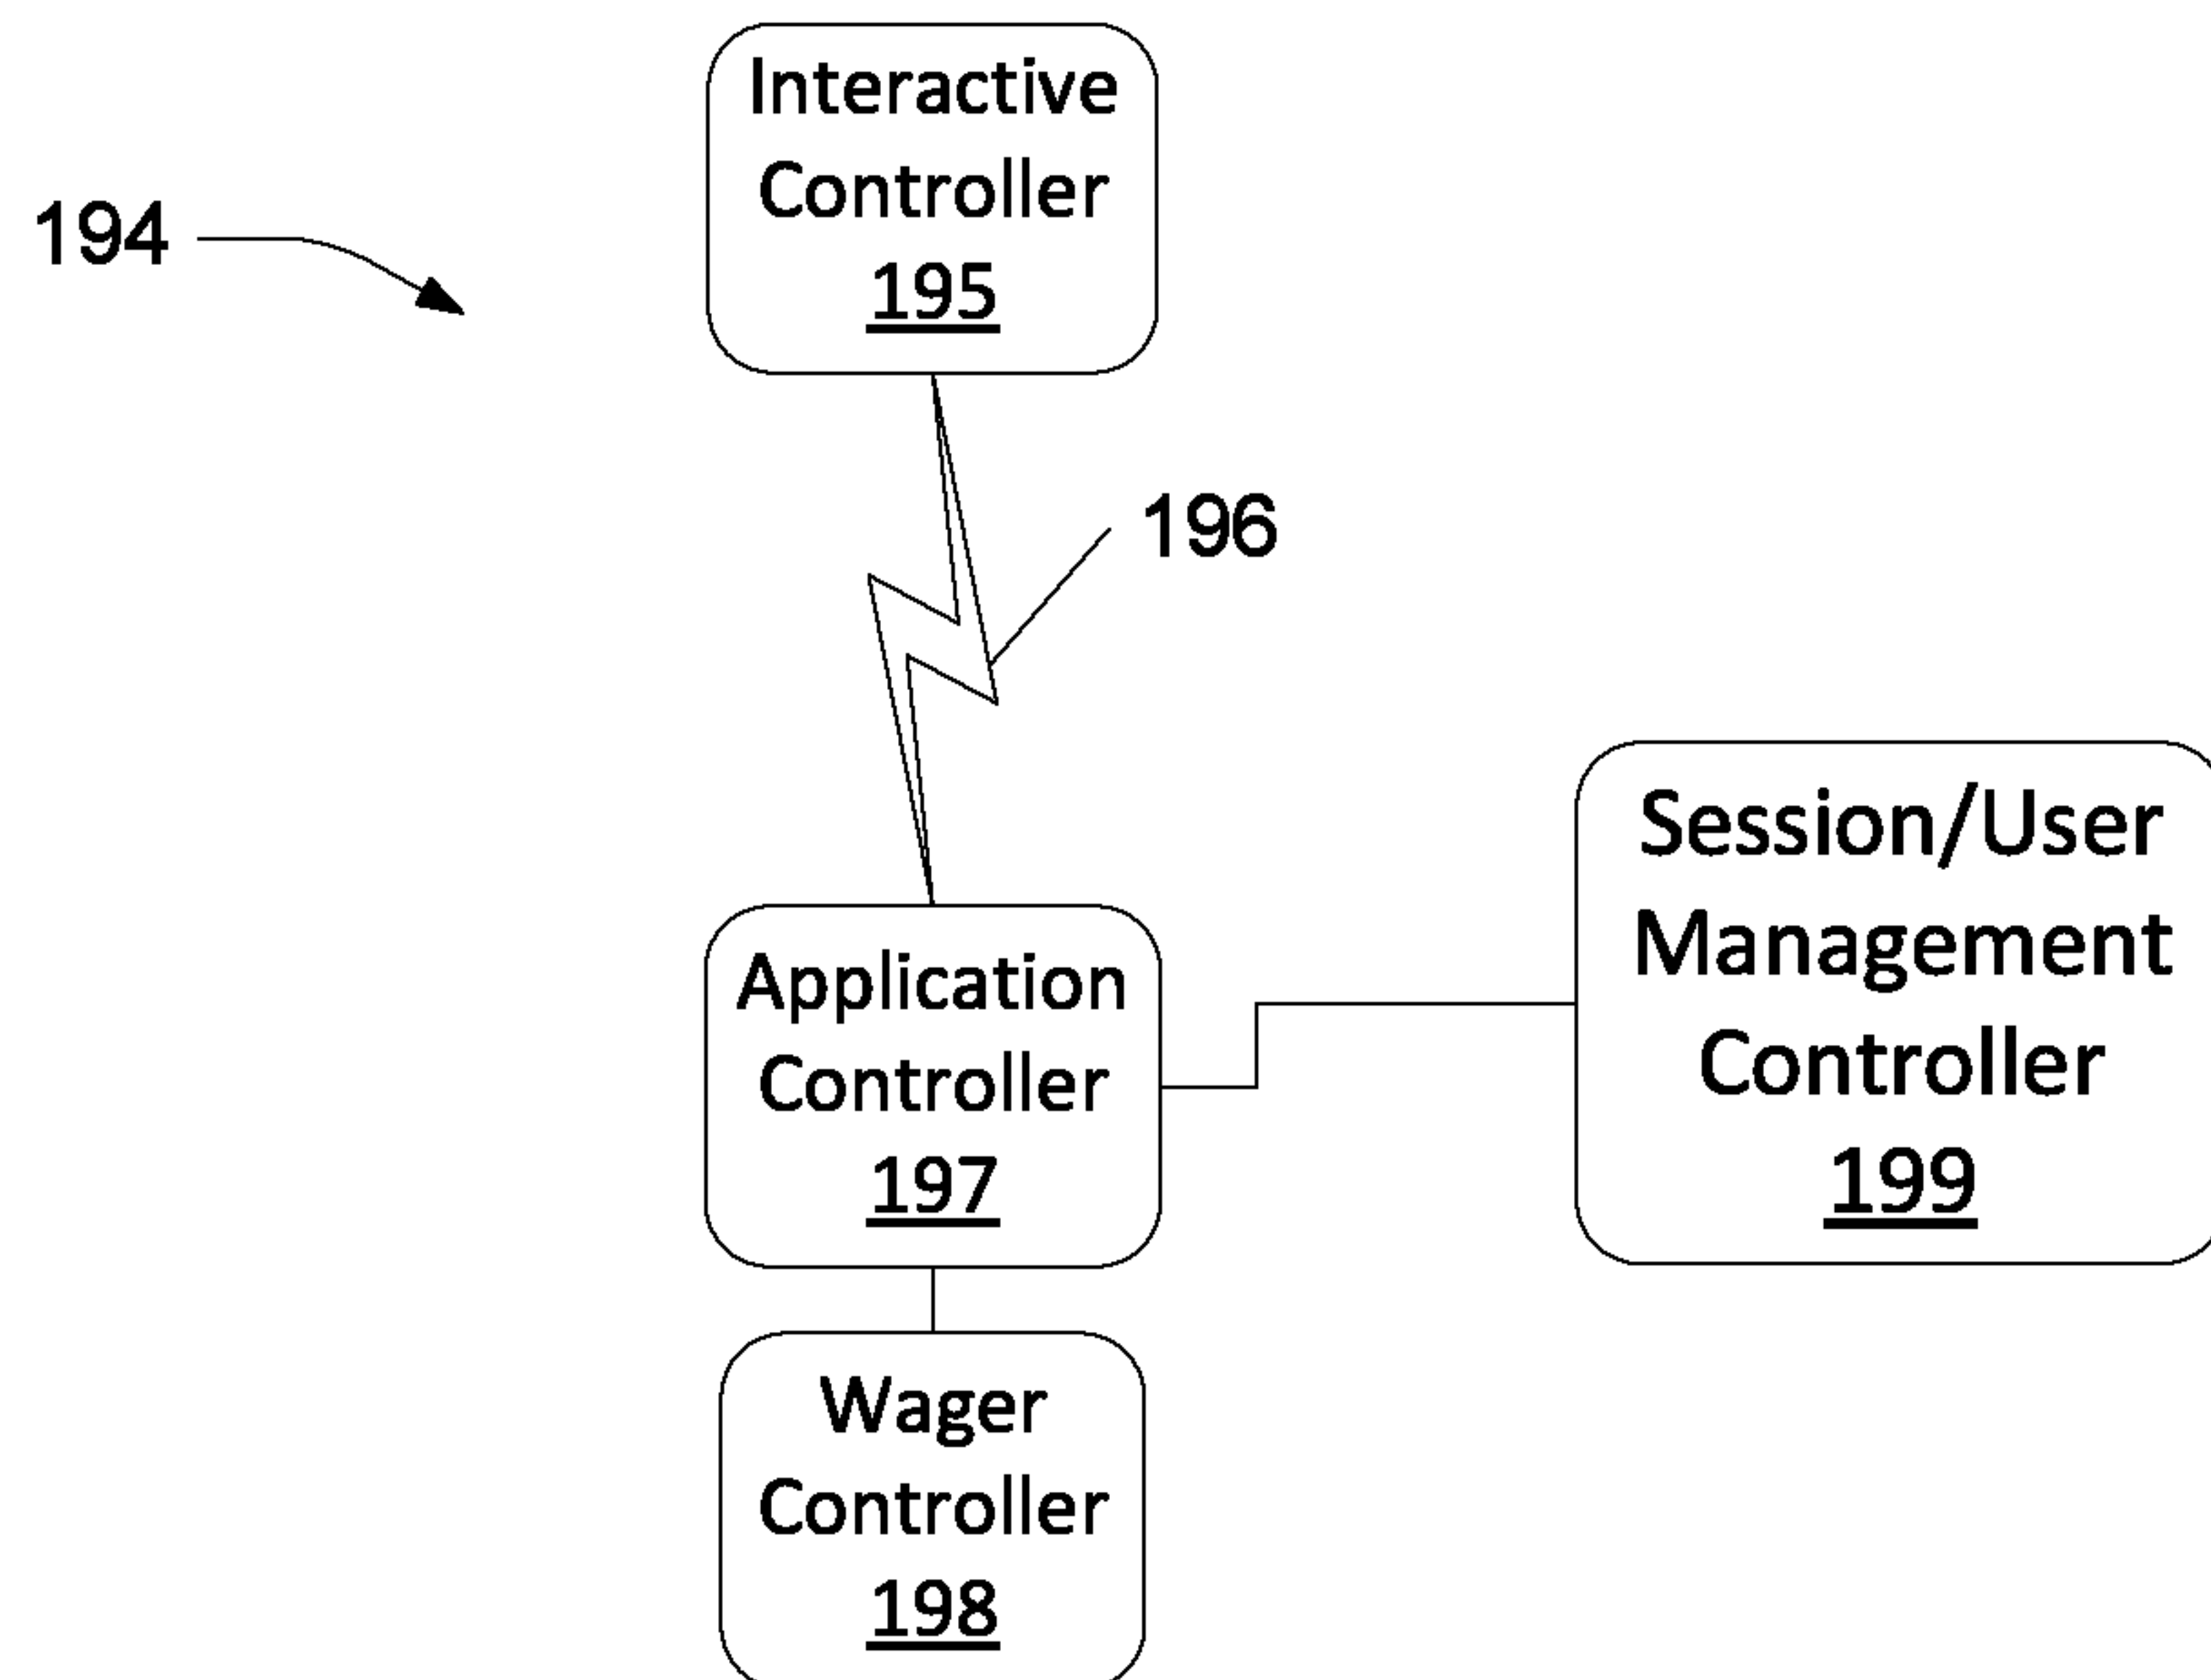 Interactive
Controller
195
194
196
Application
Controller
197
Session/User
Management
Controller
199
Wager
Controller
198